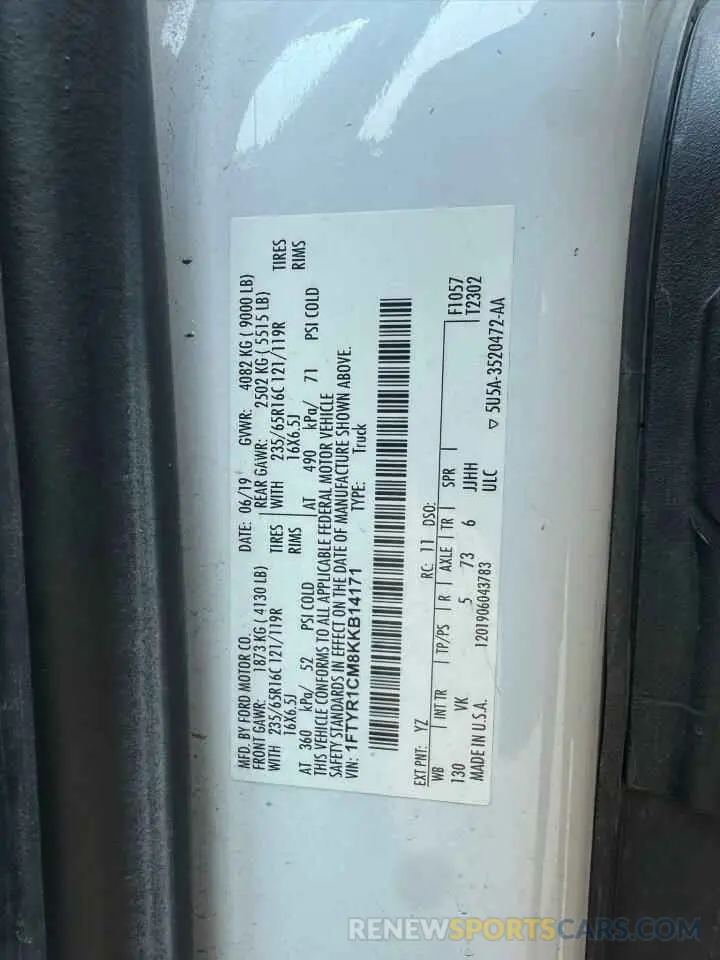 MFD. BY FORD MOTOR CO. DATE: 06/19 GVWR: 4082 KG ( 9000 LB)
FRONT GAWR: 1873 KG ( 4130 LB) REAR GAWR: 2502 KG ( 5515 LB)
WITH 235/65R16C 121/119R TIRES WITH 235/65R16C 121/119R TIRES
16X6.5J RIMS 16X6.5J RIMS
AT 360 kPa/ 52 PSI COLD AT 490 kPa/ 71 PSI COLD
THIS VEHICLE CONFORMS TO ALL APPLICABLE FEDERAL MOTOR VEHICLE
SAFETY STANDARDS IN EFFECT ON THE DATE OF MANUFACTURE SHOWN ABOVE.
VIN: 1FTYR1CM8KKB14171 TYPE: Truck
EXT PNT: YZ RC: 11 DSO:
WB INT TR TP/PS R AXLE TR SPR F1057
130 VK 5 73 6 JJHH T2302
ULC
MADE IN U.S.A. 1201906043783 ▽ 5U5A-3520472-AA
RENEWSPORTSCARS.COM